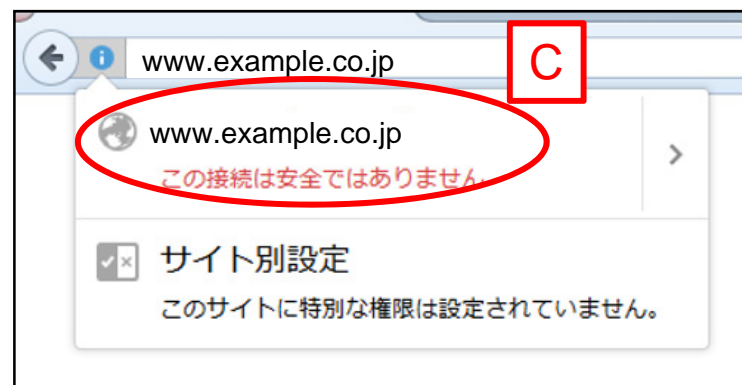 www.example.co.jp
C
www.example.co.jp
この接続は安全ではありません。
サイト別設定
このサイトに特別な権限は設定されていません。